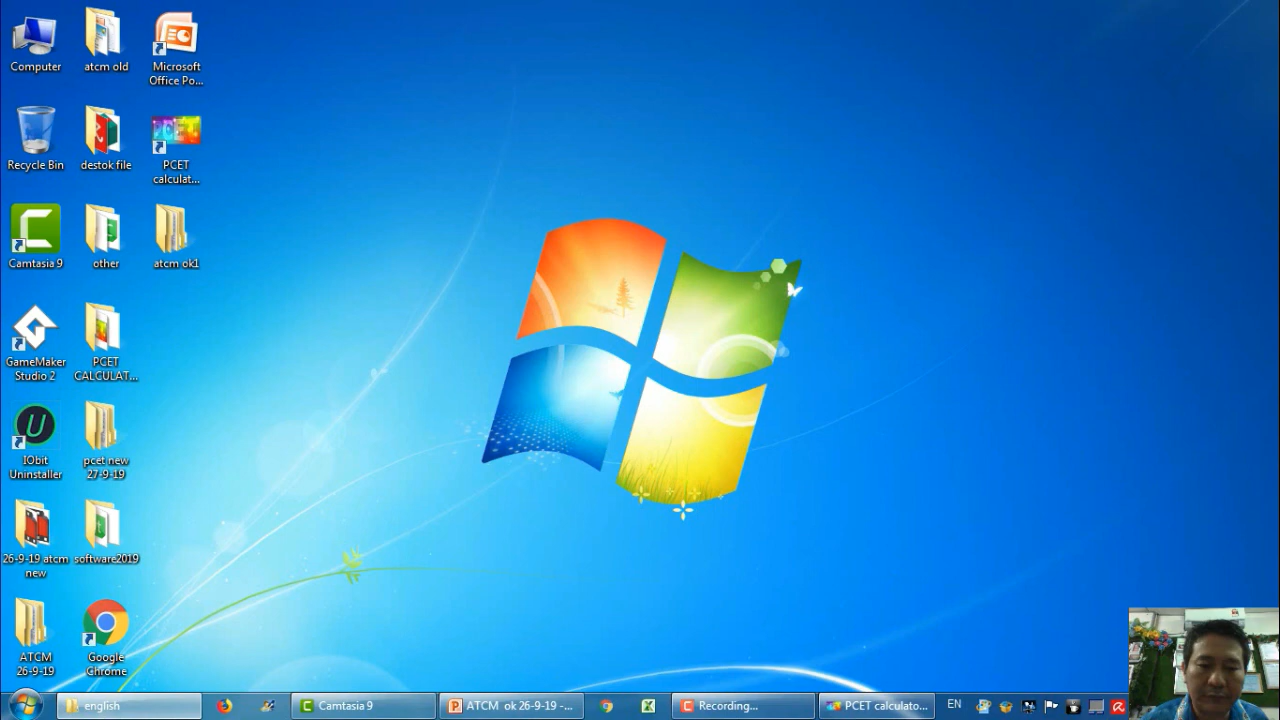 Computer
atcm old
Microsoft
Office Po...
Recycle Bin
destok file
PCET
PCET
calculat...
Camtasia 9
other
atcm ok1
GameMaker
Studio 2
PCET
CALCULAT...
IObit
Uninstaller
pcet new
27-9-19
26-9-19 atcm
new
software2019
ATCM
26-9-19
Google
Chrome
english
Camtasia 9
ATCM ok 26-9-19 -...
Recording...
PCET calculato...
EN